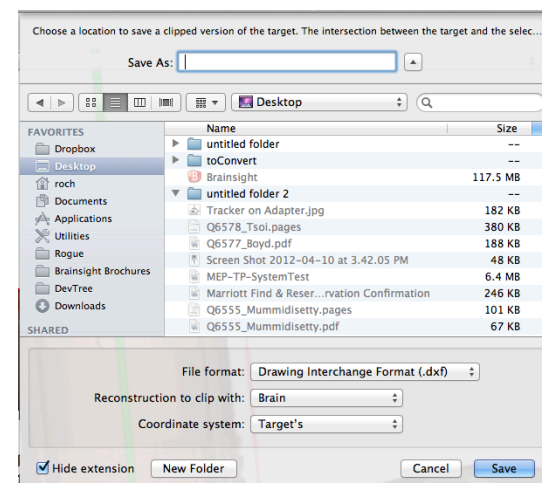 Choose a location to save a clipped version of the target. The intersection between the target and the selec...
Save As:
Desktop
FAVORITES
Dropbox
Desktop
roch
Documents
Applications
Utilities
Rogue
Brainsight Brochures
DevTree
Downloads
SHARED
Name Size
untitled folder --
toConvert --
Brainsight 117.5 MB
untitled folder 2 --
Tracker on Adapter.jpg 182 KB
Q6578_Tsoi.pages 380 KB
Q6577_Boyd.pdf 188 KB
Screen Shot 2012-04-10 at 3.42.05 PM 48 KB
MEP-TP-SystemTest 6.4 MB
Marriott Find & Reser...rvation Confirmation 246 KB
Q6555_Mummidisetty.pages 101 KB
Q6555_Mummidisetty.pdf 67 KB
File format: Drawing Interchange Format (.dxf)
Reconstruction to clip with: Brain
Coordinate system: Target's
Hide extension New Folder Cancel Save